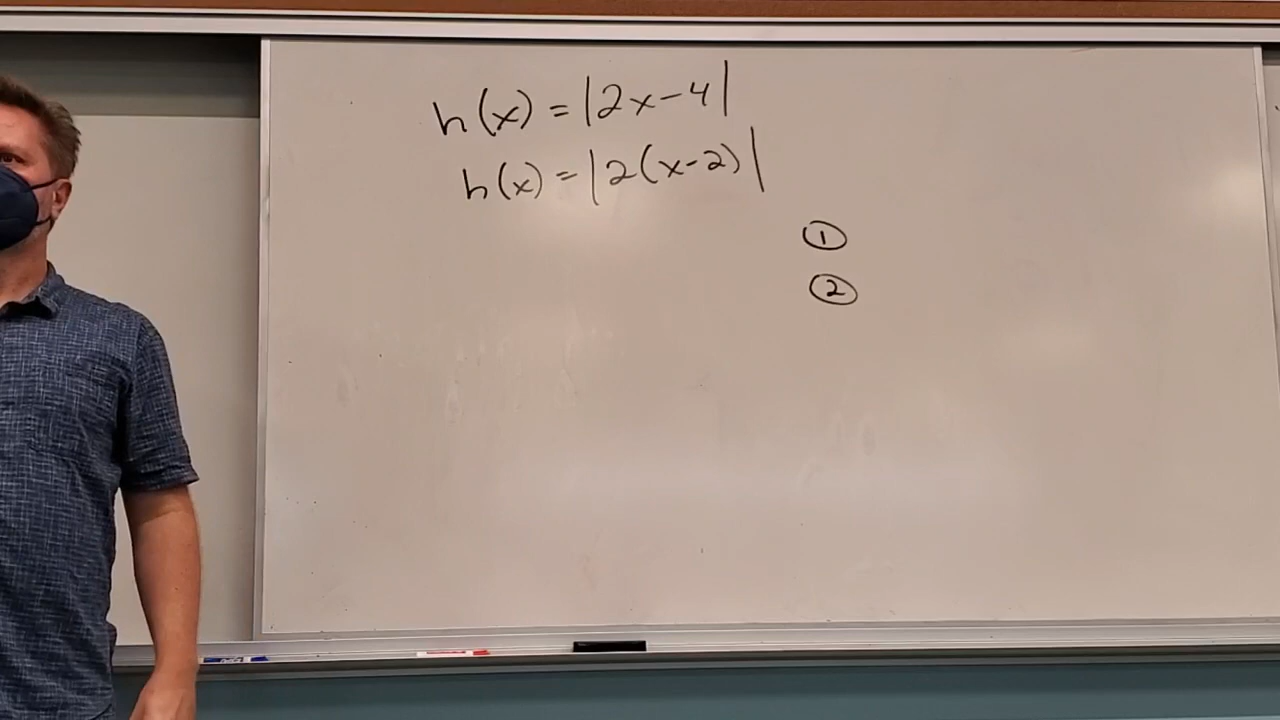 h(x) = |2x-4|
h(x) = |2(x-2)|
①
②